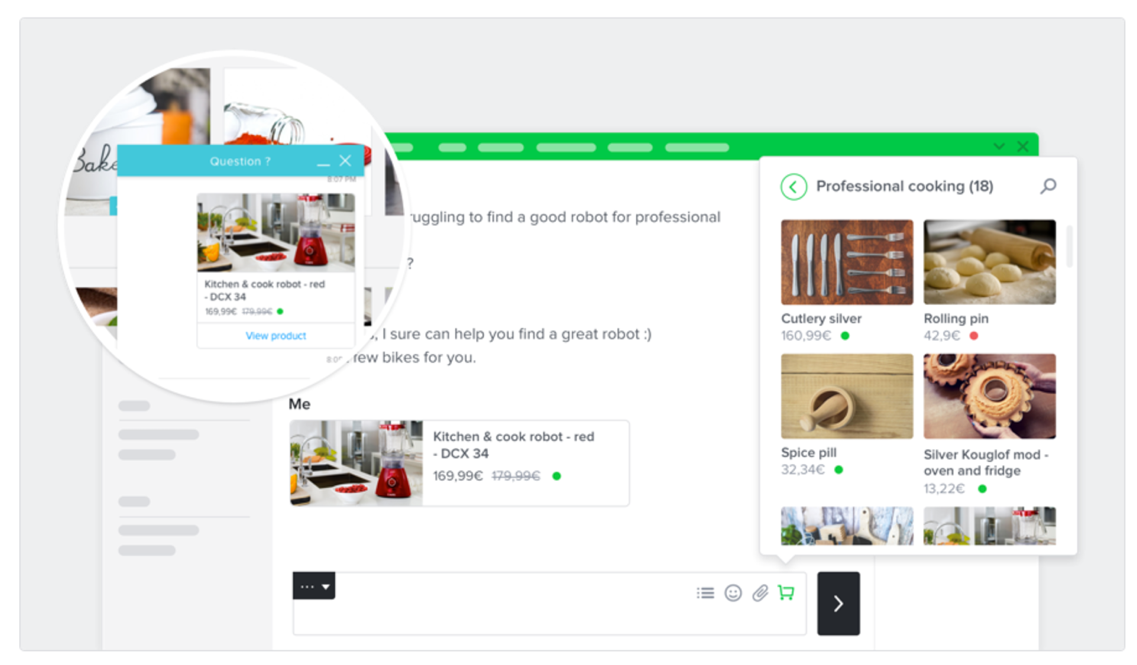 Bake
Question ?
8:07 PM
Kitchen & cook robot - red
- DCX 34
169,99€ 179,99€
View product
ruggling to find a good robot for professional
?
, I sure can help you find a great robot :)
few bikes for you.
Me
Kitchen & cook robot - red
- DCX 34
169,99€ 179,99€
Professional cooking (18)
Cutlery silver
160,99€
Rolling pin
42,9€
Spice pill
32,34€
Silver Kouglof mod -
oven and fridge
13,22€